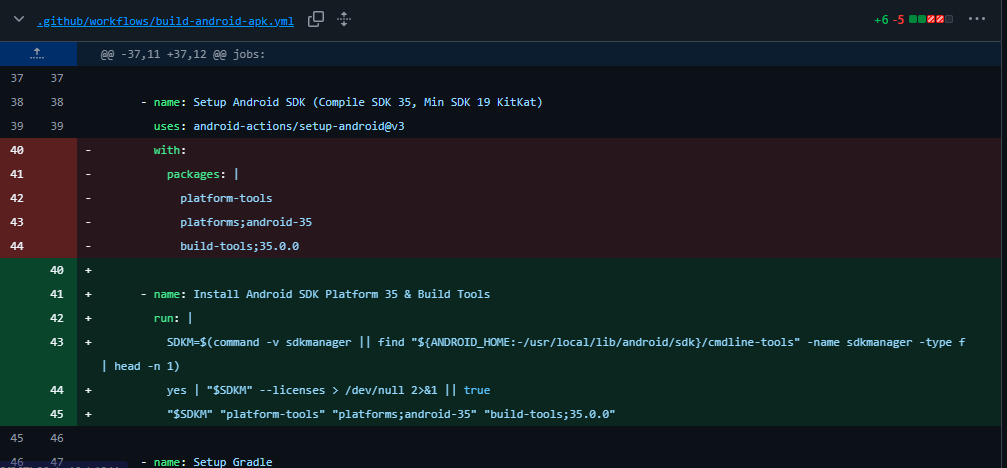 .github/workflows/build-android-apk.yml +6 -5
@@ -37,11 +37,12 @@ jobs:
37 37
38 38 - name: Setup Android SDK (Compile SDK 35, Min SDK 19 KitKat)
39 39 uses: android-actions/setup-android@v3
40 - with:
41 - packages: |
42 - platform-tools
43 - platforms;android-35
44 - build-tools;35.0.0
40 +
41 + - name: Install Android SDK Platform 35 & Build Tools
42 + run: |
43 + SDKM=$(command -v sdkmanager || find "${ANDROID_HOME:-/usr/local/lib/android/sdk}/cmdline-tools" -name sdkmanager -type f
| head -n 1)
44 + yes | "$SDKM" --licenses > /dev/null 2>&1 || true
45 + "$SDKM" "platform-tools" "platforms;android-35" "build-tools;35.0.0"
45 46
46 47 - name: Setup Gradle